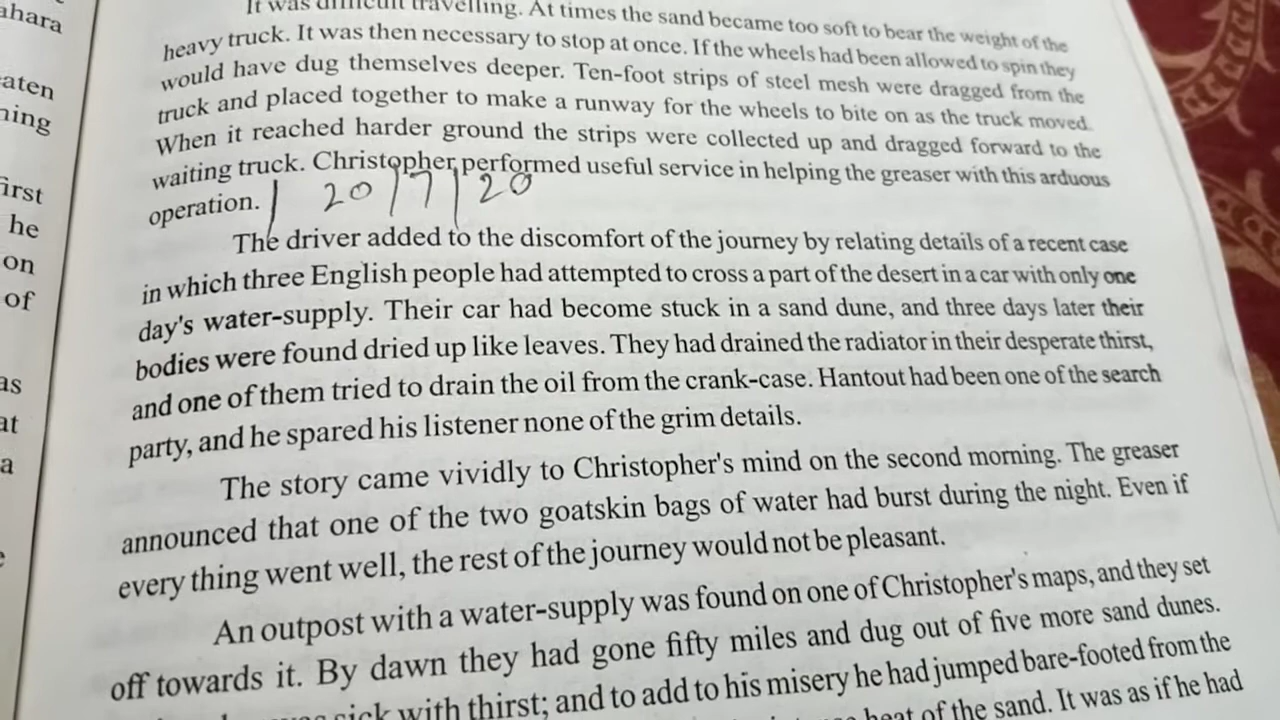 ahara
aten
ning
first
he
on
of
as
at
a
It was difficult travelling. At times the sand became too soft to bear the weight of the
heavy truck. It was then necessary to stop at once. If the wheels had been allowed to spin they
would have dug themselves deeper. Ten-foot strips of steel mesh were dragged from the
truck and placed together to make a runway for the wheels to bite on as the truck moved.
When it reached harder ground the strips were collected up and dragged forward to the
waiting truck. Christopher performed useful service in helping the greaser with this arduous
operation.
20/7/20
The driver added to the discomfort of the journey by relating details of a recent case
in which three English people had attempted to cross a part of the desert in a car with only one
day's water-supply. Their car had become stuck in a sand dune, and three days later their
bodies were found dried up like leaves. They had drained the radiator in their desperate thirst,
and one of them tried to drain the oil from the crank-case. Hantout had been one of the search
party, and he spared his listener none of the grim details.
The story came vividly to Christopher's mind on the second morning. The greaser
announced that one of the two goatskin bags of water had burst during the night. Even if
every thing went well, the rest of the journey would not be pleasant.
An outpost with a water-supply was found on one of Christopher's maps, and they set
off towards it. By dawn they had gone fifty miles and dug out of five more sand dunes.
sick with thirst; and to add to his misery he had jumped bare-footed from the
heat of the sand. It was as if he had